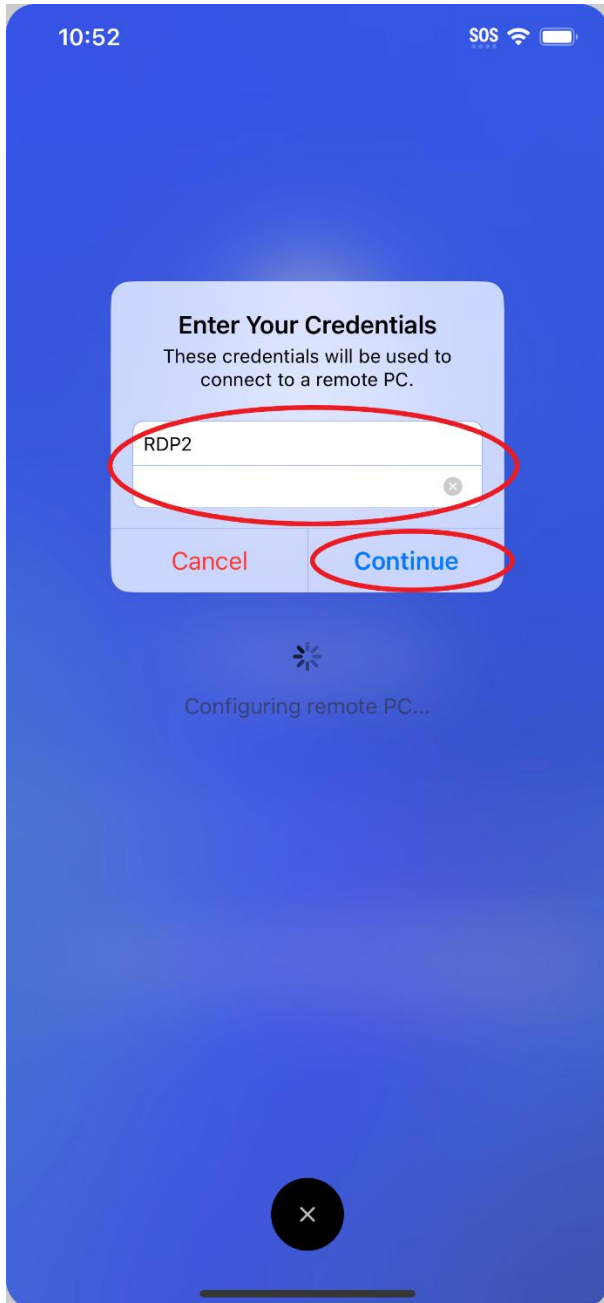 10:52 SOS
Enter Your Credentials
These credentials will be used to
connect to a remote PC.
RDP2
Cancel Continue
Configuring remote PC...